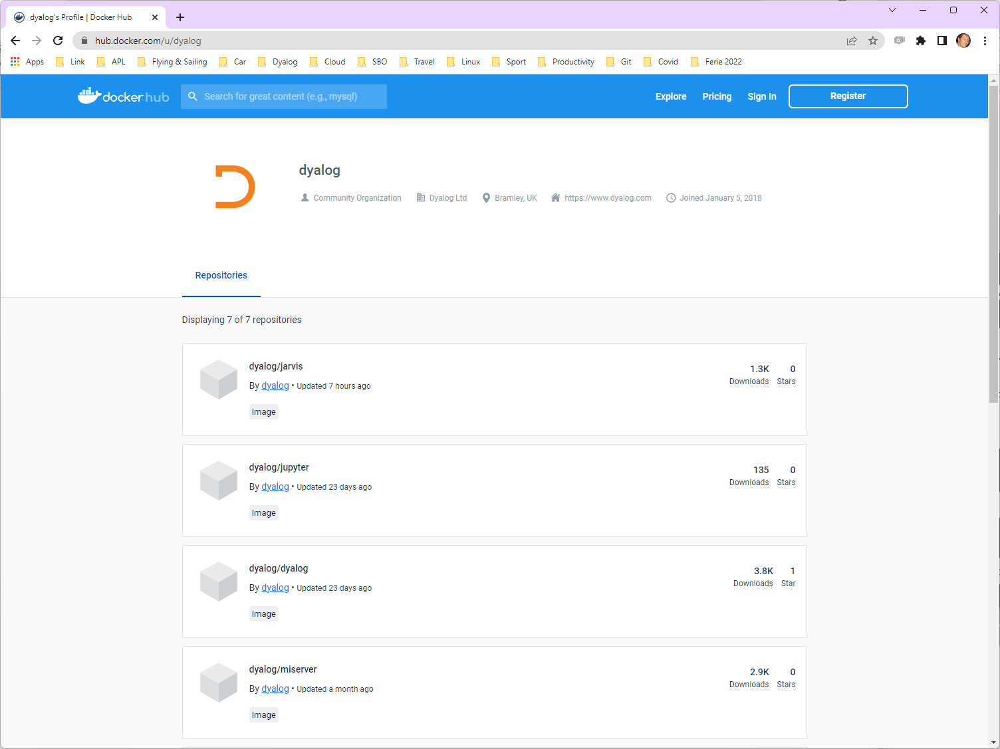 dyalog's Profile | Docker Hub
hub.docker.com/u/dyalog
Apps Link APL Flying & Sailing Car Dyalog Cloud SBO Travel Linux Sport Productivity Git Covid Ferie 2022
dockerhub Search for great content (e.g., mysql) Explore Pricing Sign In Register
dyalog
Community Organization Dyalog Ltd Bramley, UK https://www.dyalog.com Joined January 5, 2018
Repositories
Displaying 7 of 7 repositories
dyalog/jarvis
1.3K 0
Downloads Stars
By dyalog • Updated 7 hours ago
Image
dyalog/jupyter
135 0
Downloads Stars
By dyalog • Updated 23 days ago
Image
dyalog/dyalog
3.8K 1
Downloads Star
By dyalog • Updated 23 days ago
Image
dyalog/miserver
2.9K 0
Downloads Stars
By dyalog • Updated a month ago
Image